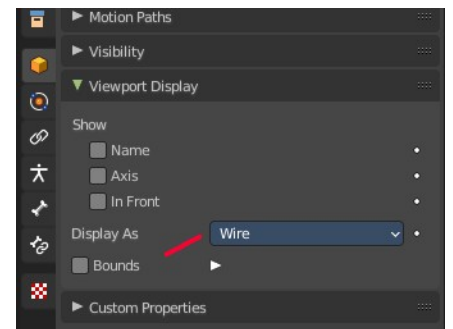 Motion Paths
Visibility
Viewport Display
Show
Name
Axis
In Front
Display As Wire
Bounds
Custom Properties